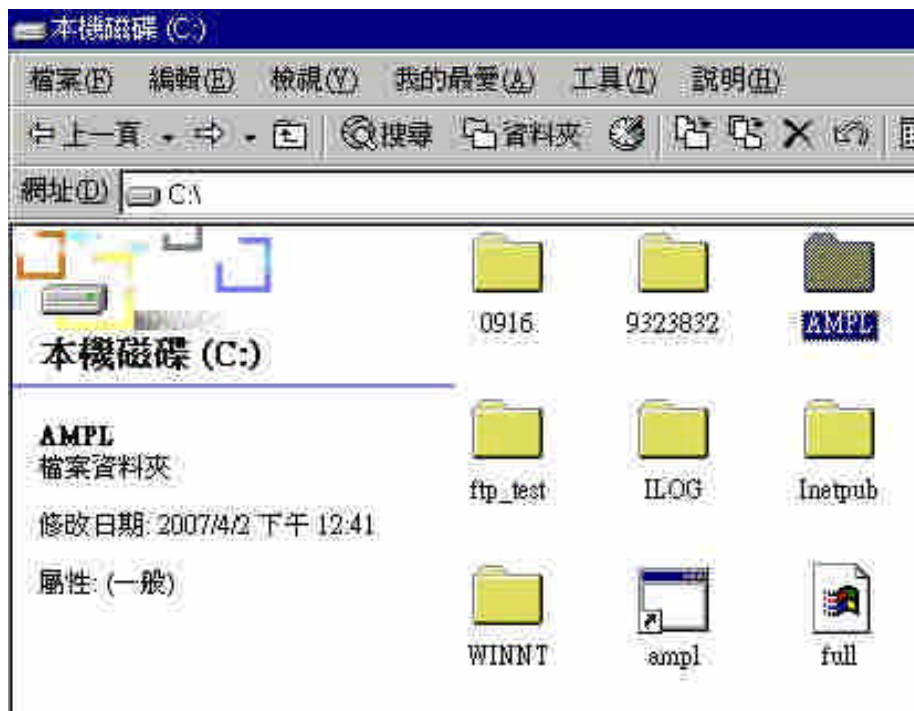 本機磁碟 (C:)
檔案(F) 編輯(E) 檢視(V) 我的最愛(A) 工具(T) 說明(H)
上一頁 搜尋 資料夾
網址(D) C:\
0916 9323832 AMPL
本機磁碟 (C:)
AMPL
檔案資料夾
修改日期: 2007/4/2 下午 12:41
屬性: (一般)
ftp_test ILOG Inetpub
WINNT ampl full